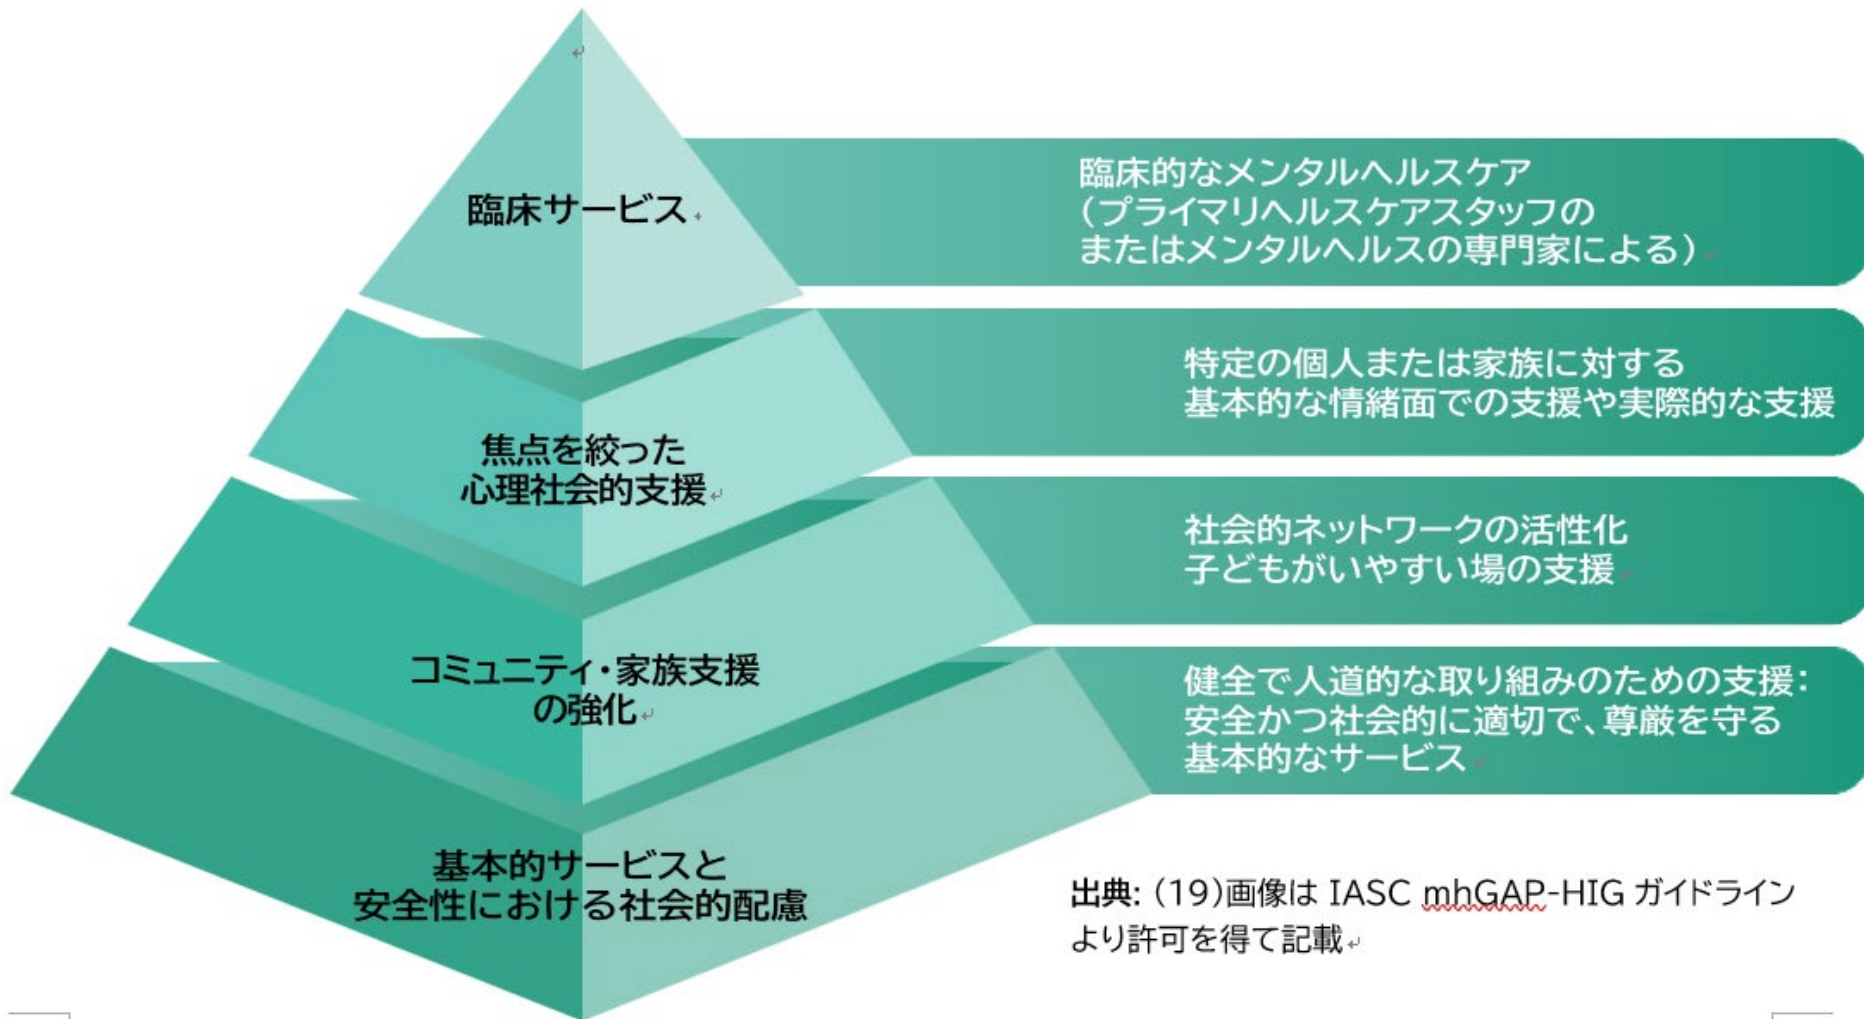 臨床サービス
臨床的なメンタルヘルスケア
（プライマリヘルスケアスタッフの
またはメンタルヘルスの専門家による）
焦点を絞った
心理社会的支援
特定の個人または家族に対する
基本的な情緒面での支援や実際的な支援
コミュニティ・家族支援
の強化
社会的ネットワークの活性化
子どもがいやすい場の支援
基本的サービスと
安全性における社会的配慮
健全で人道的な取り組みのための支援：
安全かつ社会的に適切で、尊厳を守る
基本的なサービス
出典: (19)画像は IASC mhGAP-HIG ガイドライン
より許可を得て記載